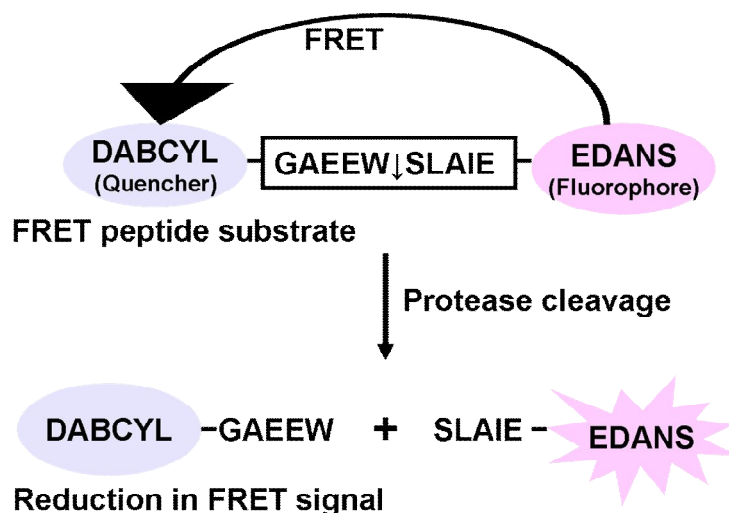 FRET
DABCYL
(Quencher)
GAEEW↓SLAIE
EDANS
(Fluorophore)
FRET peptide substrate
Protease cleavage
DABCYL –GAEEW + SLAIE – EDANS
Reduction in FRET signal